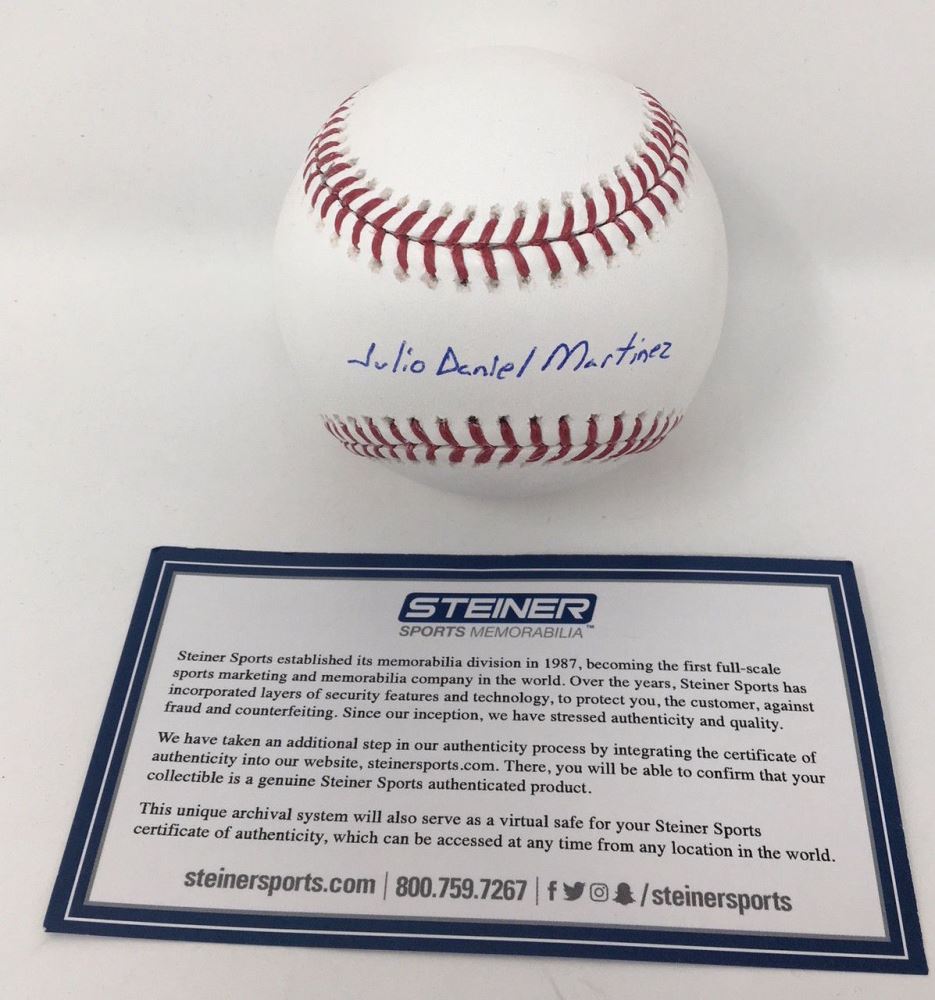 Julio Daniel Martinez
STEINER
SPORTS MEMORABILIA™
Steiner Sports established its memorabilia division in 1987, becoming the first full-scale
sports marketing and memorabilia company in the world. Over the years, Steiner Sports has
incorporated layers of security features and technology, to protect you, the customer, against
fraud and counterfeiting. Since our inception, we have stressed authenticity and quality.
We have taken an additional step in our authenticity process by integrating the certificate of
authenticity into our website, steinersports.com. There, you will be able to confirm that your
collectible is a genuine Steiner Sports authenticated product.
This unique archival system will also serve as a virtual safe for your Steiner Sports
certificate of authenticity, which can be accessed at any time from any location in the world.
steinersports.com | 800.759.7267 | f /steinersports